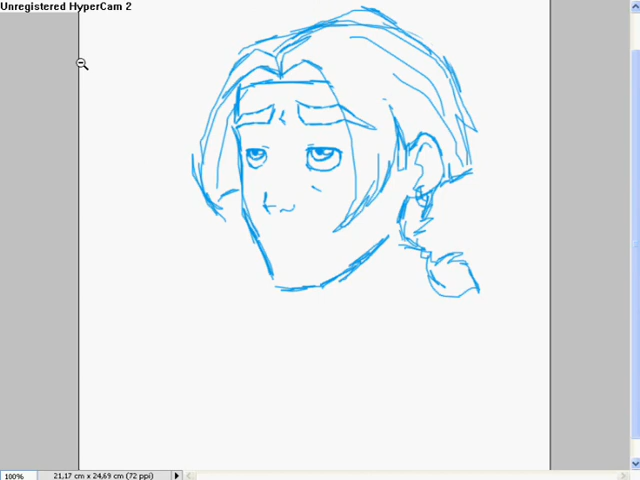 Unregistered HyperCam 2
100%
21,17 cm x 24,69 cm (72 ppi)